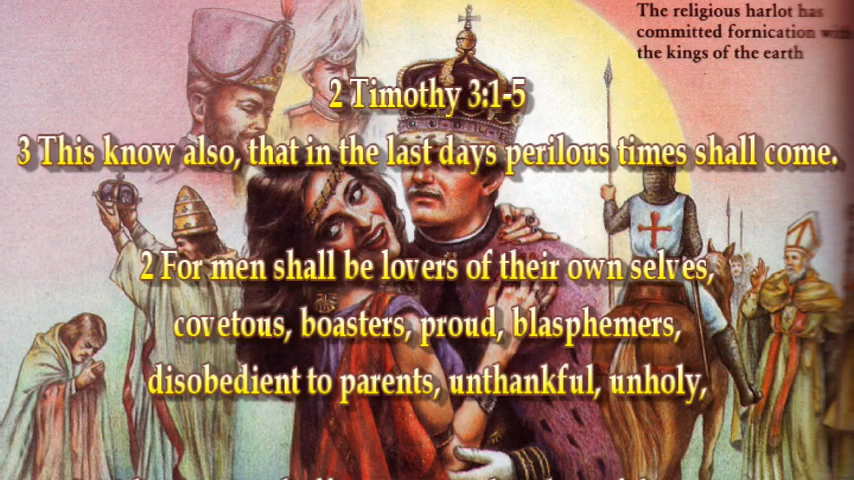 The religious harlot has
committed fornication with
the kings of the earth
2 Timothy 3:1-5
3 This know also, that in the last days perilous times shall come.
2 For men shall be lovers of their own selves,
covetous, boasters, proud, blasphemers,
disobedient to parents, unthankful, unholy,